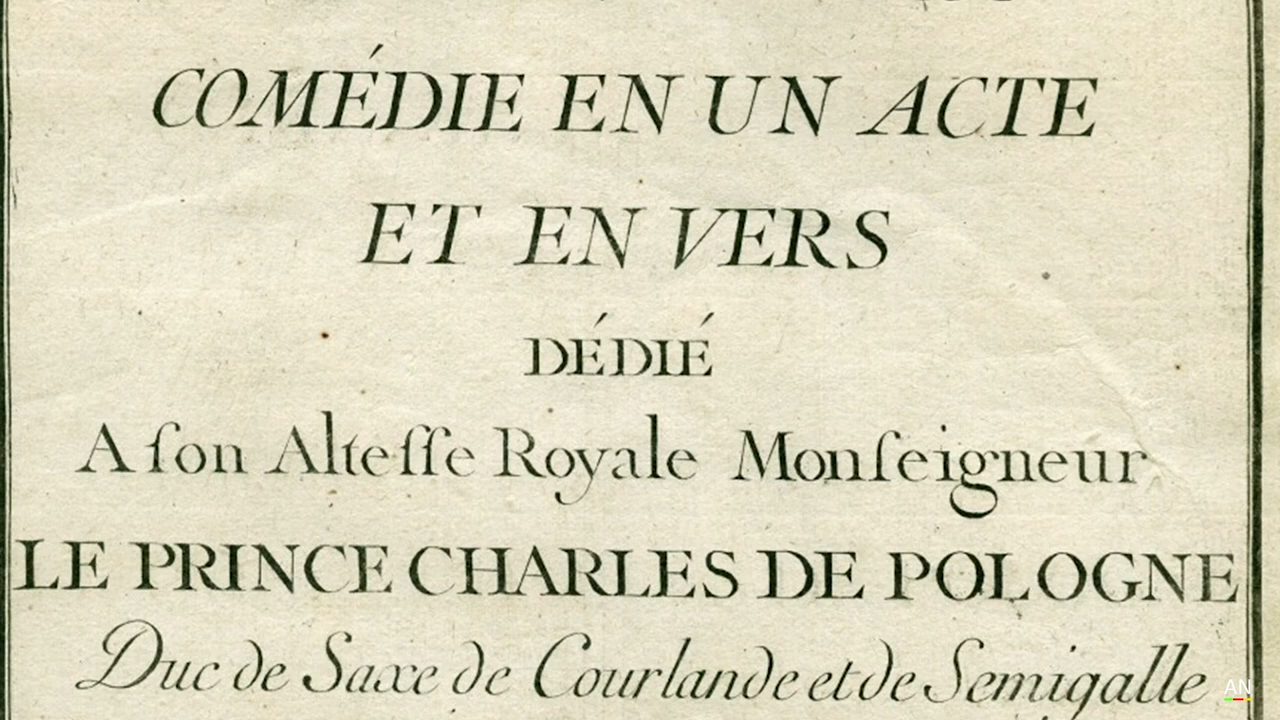 COMÉDIE EN UN ACTE
ET EN VERS
DÉDIÉ
A ſon Alteſſe Royale Monſeigneur
LE PRINCE CHARLES DE POLOGNE
Duc de Saxe de Courlande et de Semigalle
AN